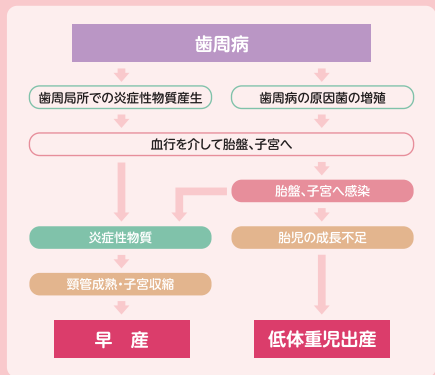 歯周病
歯周局所での炎症性物質産生
歯周病の原因菌の増殖
血行を介して胎盤、子宮へ
胎盤、子宮へ感染
炎症性物質
胎児の成長不足
頸管成熟・子宮収縮
早　産
低体重児出産